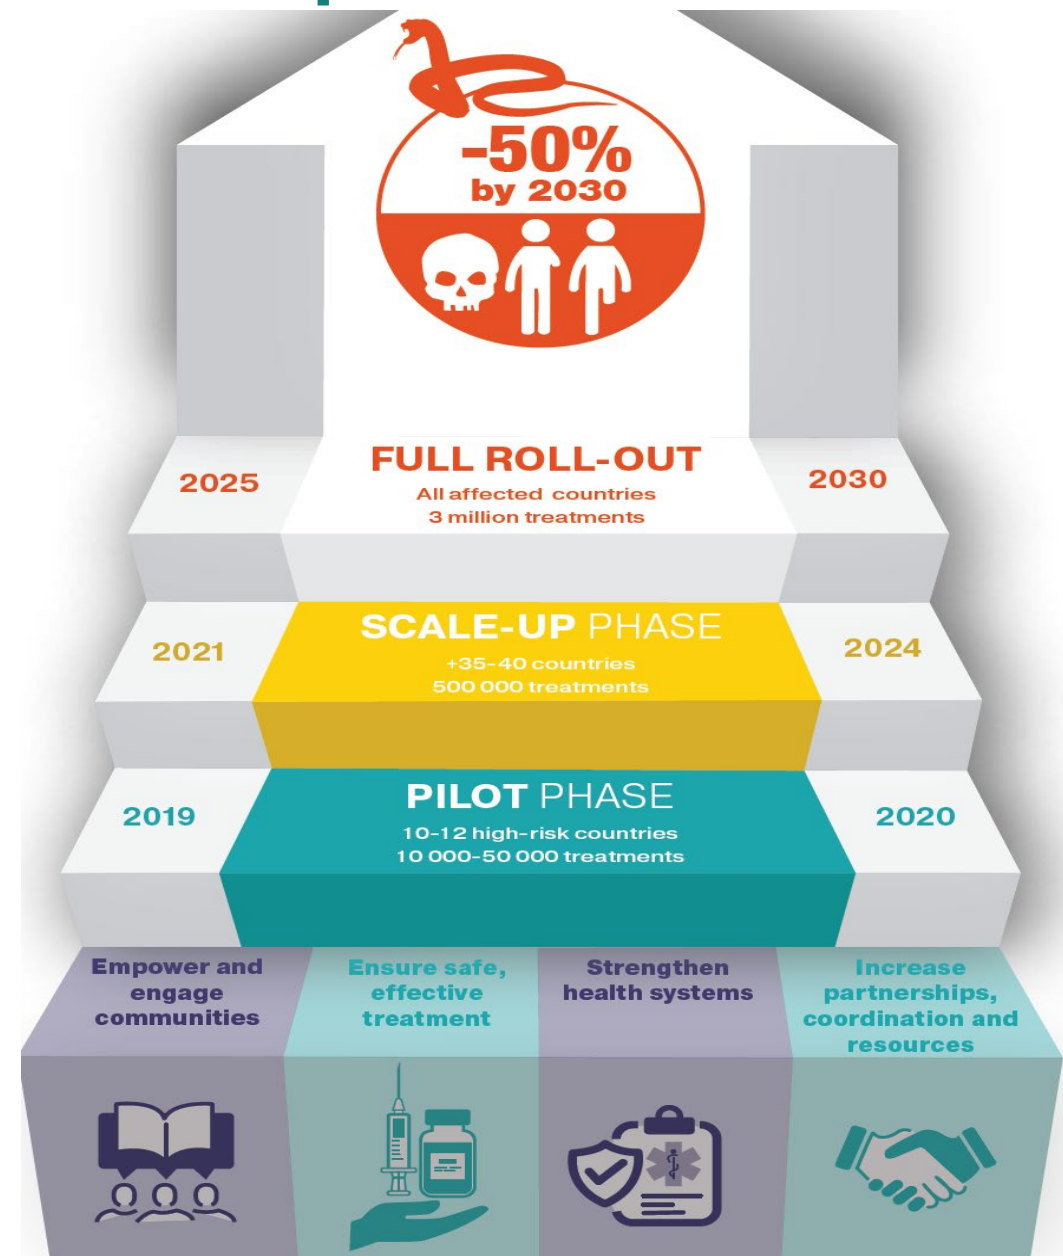 -50%
by 2030
FULL ROLL-OUT
2025
2030
All affected countries
3 million treatments
SCALE-UP PHASE
2021
2024
+35-40 countries
500 000 treatments
PILOT PHASE
2019
2020
10-12 high-risk countries
10 000-50 000 treatments
Empower and
engage
communities
Ensure safe,
effective
treatment
Strengthen
health systems
Increase
partnerships,
coordination and
resources